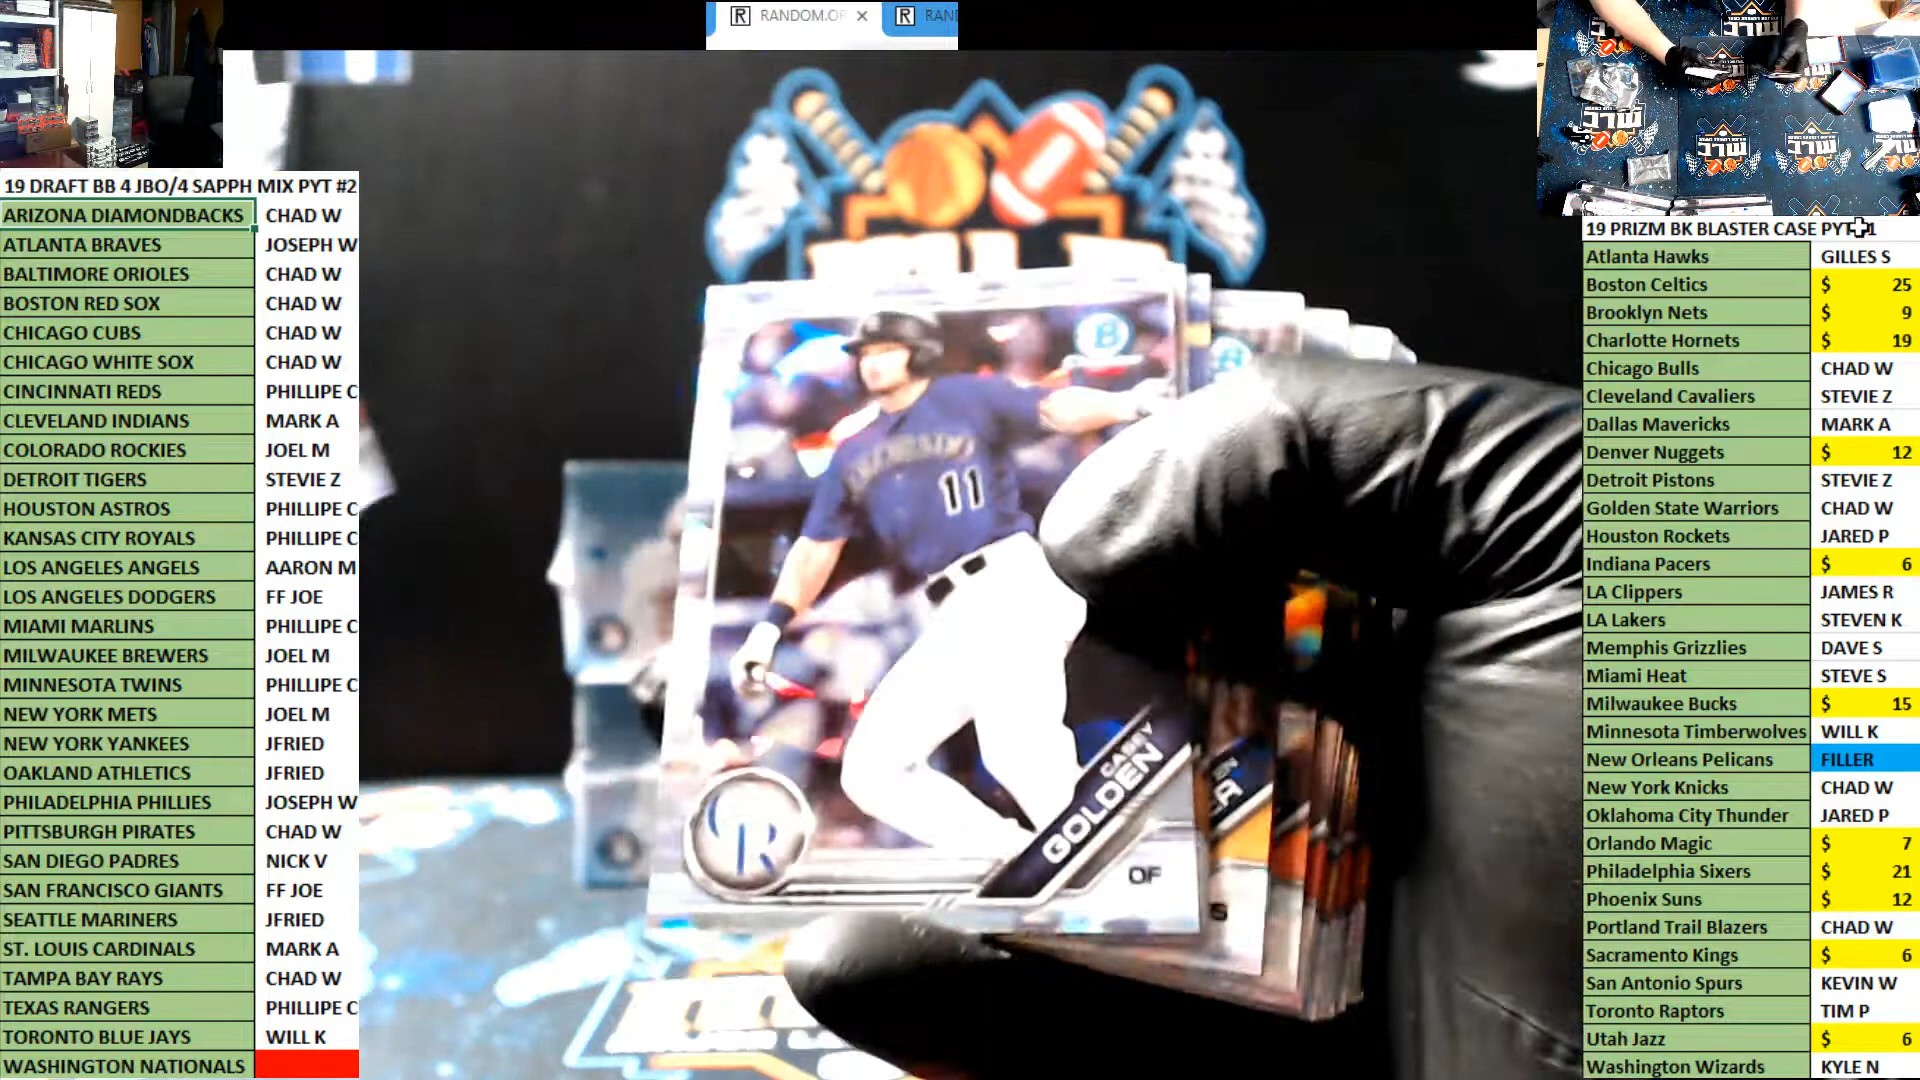 RANDOM.OR
RAN
19 DRAFT BB 4 JBO/4 SAPPH MIX PYT #2
ARIZONA DIAMONDBACKS CHAD W
ATLANTA BRAVES JOSEPH W
BALTIMORE ORIOLES CHAD W
BOSTON RED SOX CHAD W
CHICAGO CUBS CHAD W
CHICAGO WHITE SOX CHAD W
CINCINNATI REDS PHILLIPE C
CLEVELAND INDIANS MARK A
COLORADO ROCKIES JOEL M
DETROIT TIGERS STEVIE Z
HOUSTON ASTROS PHILLIPE C
KANSAS CITY ROYALS PHILLIPE C
LOS ANGELES ANGELS AARON M
LOS ANGELES DODGERS FF JOE
MIAMI MARLINS PHILLIPE C
MILWAUKEE BREWERS JOEL M
MINNESOTA TWINS PHILLIPE C
NEW YORK METS JOEL M
NEW YORK YANKEES JFRIED
OAKLAND ATHLETICS JFRIED
PHILADELPHIA PHILLIES JOSEPH W
PITTSBURGH PIRATES CHAD W
SAN DIEGO PADRES NICK V
SAN FRANCISCO GIANTS FF JOE
SEATTLE MARINERS JFRIED
ST. LOUIS CARDINALS MARK A
TAMPA BAY RAYS CHAD W
TEXAS RANGERS PHILLIPE C
TORONTO BLUE JAYS WILL K
WASHINGTON NATIONALS
B
11
CASEY
GOLDEN
CR
OF
19 PRIZM BK BLASTER CASE PYT 1
Atlanta Hawks GILLES S
Boston Celtics $ 25
Brooklyn Nets $ 9
Charlotte Hornets $ 19
Chicago Bulls CHAD W
Cleveland Cavaliers STEVIE Z
Dallas Mavericks MARK A
Denver Nuggets $ 12
Detroit Pistons STEVIE Z
Golden State Warriors CHAD W
Houston Rockets JARED P
Indiana Pacers $ 6
LA Clippers JAMES R
LA Lakers STEVEN K
Memphis Grizzlies DAVE S
Miami Heat STEVE S
Milwaukee Bucks $ 15
Minnesota Timberwolves WILL K
New Orleans Pelicans FILLER
New York Knicks CHAD W
Oklahoma City Thunder JARED P
Orlando Magic $ 7
Philadelphia Sixers $ 21
Phoenix Suns $ 12
Portland Trail Blazers CHAD W
Sacramento Kings $ 6
San Antonio Spurs KEVIN W
Toronto Raptors TIM P
Utah Jazz $ 6
Washington Wizards KYLE N